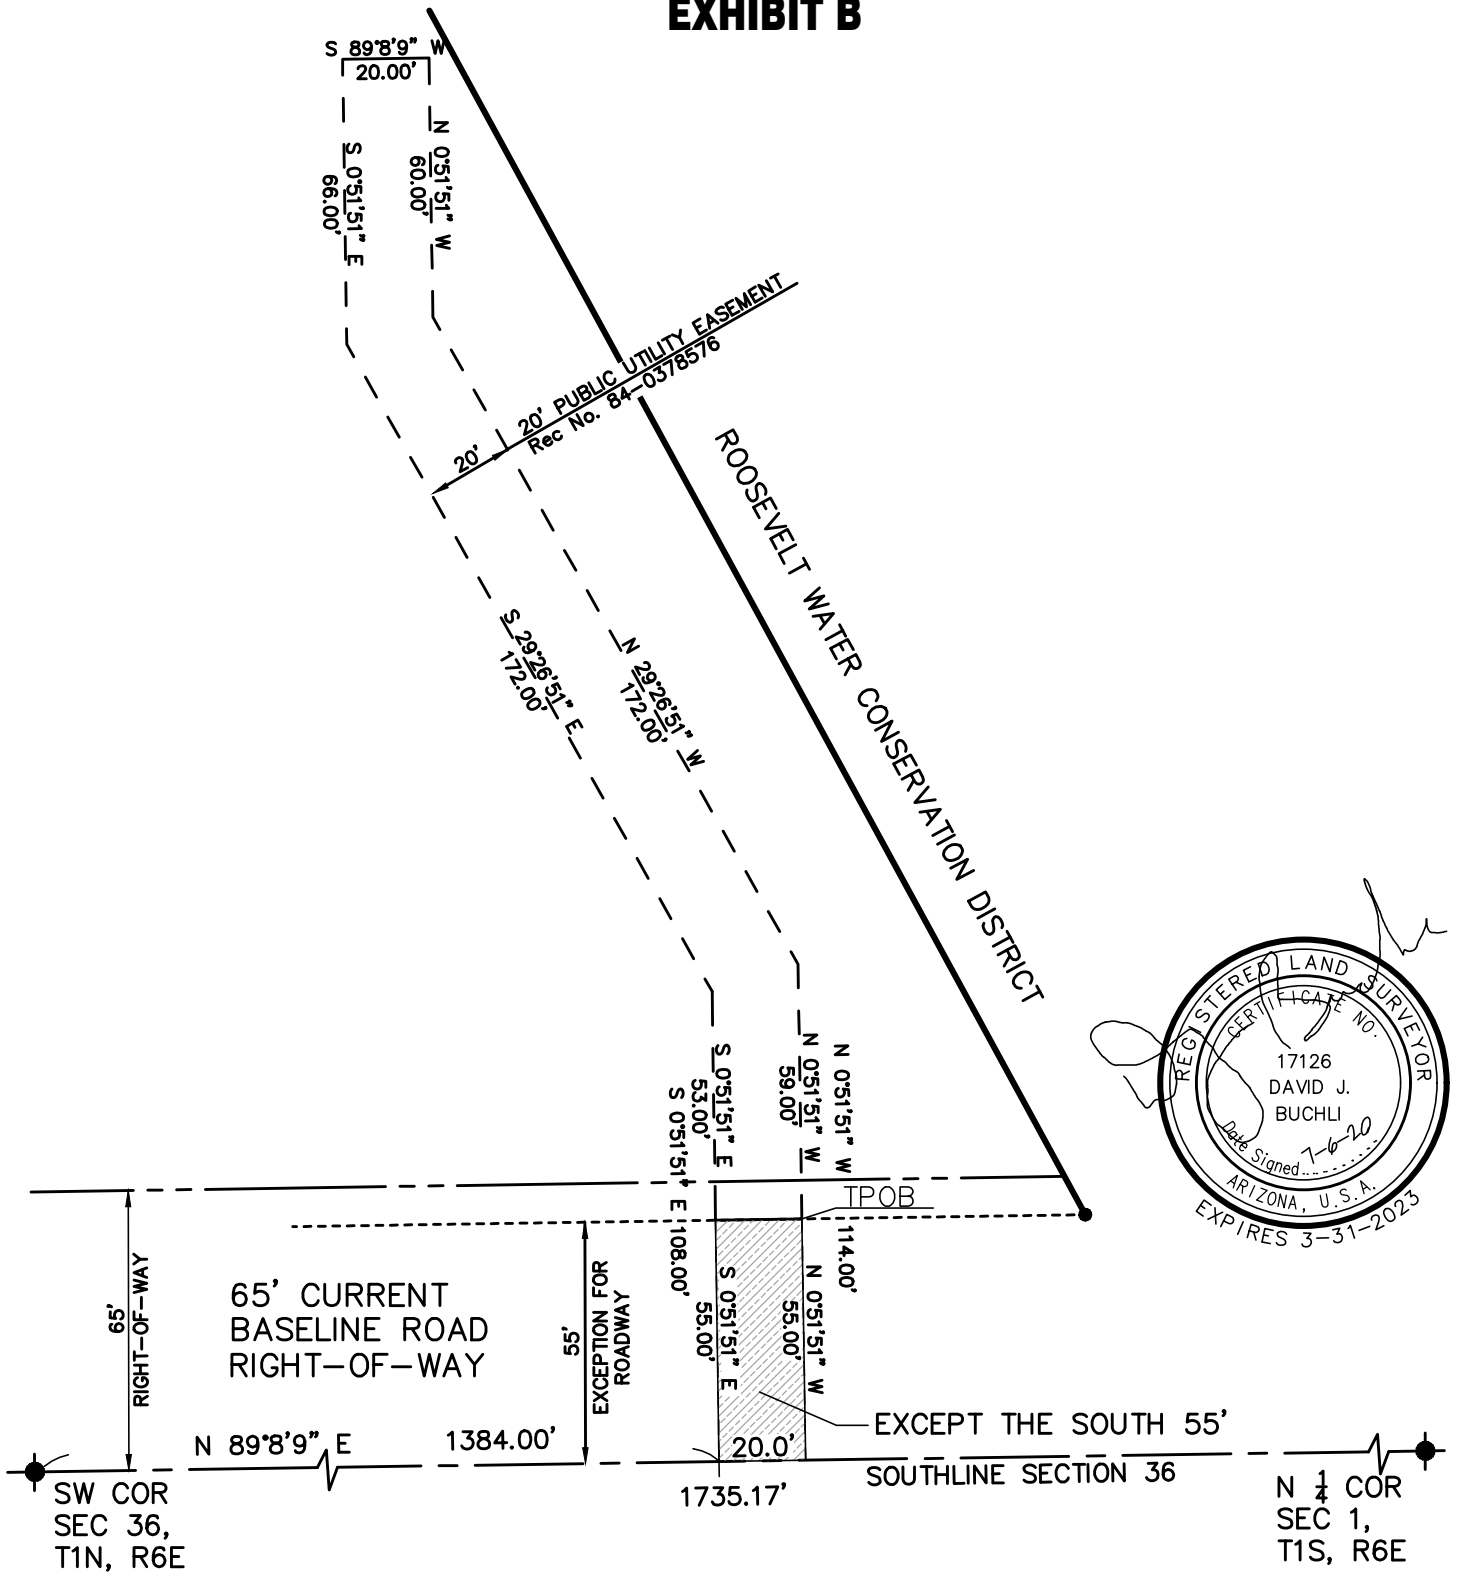 EXHIBIT B
S 89°8'9" W
20.00'
N 0°51'51" W
60.00'
S 0°51'51" E
66.00'
20' PUBLIC UTILITY EASEMENT
Rec No. 84-0378576
20'
ROOSEVELT WATER CONSERVATION DISTRICT
S 29°26'51" E
172.00'
N 29°26'51" W
172.00'
REGISTERED LAND SURVEYOR
CERTIFICATE NO.
17126
DAVID J.
BUCHLI
Date Signed 7-6-20
ARIZONA, U.S.A.
EXPIRES 3-31-2023
S 0°51'51" E
53.00'
N 0°51'51" W
59.00'
S 0°51'51" E 108.00'
N 0°51'51" W 114.00'
TPOB
65'
RIGHT-OF-WAY
65' CURRENT
BASELINE ROAD
RIGHT-OF-WAY
55'
EXCEPTION FOR
ROADWAY
S 0°51'51" E
55.00'
N 0°51'51" W
55.00'
EXCEPT THE SOUTH 55'
N 89°8'9" E
1384.00'
20.0'
SOUTHLINE SECTION 36
1735.17'
SW COR
SEC 36,
T1N, R6E
N 1/4 COR
SEC 1,
T1S, R6E